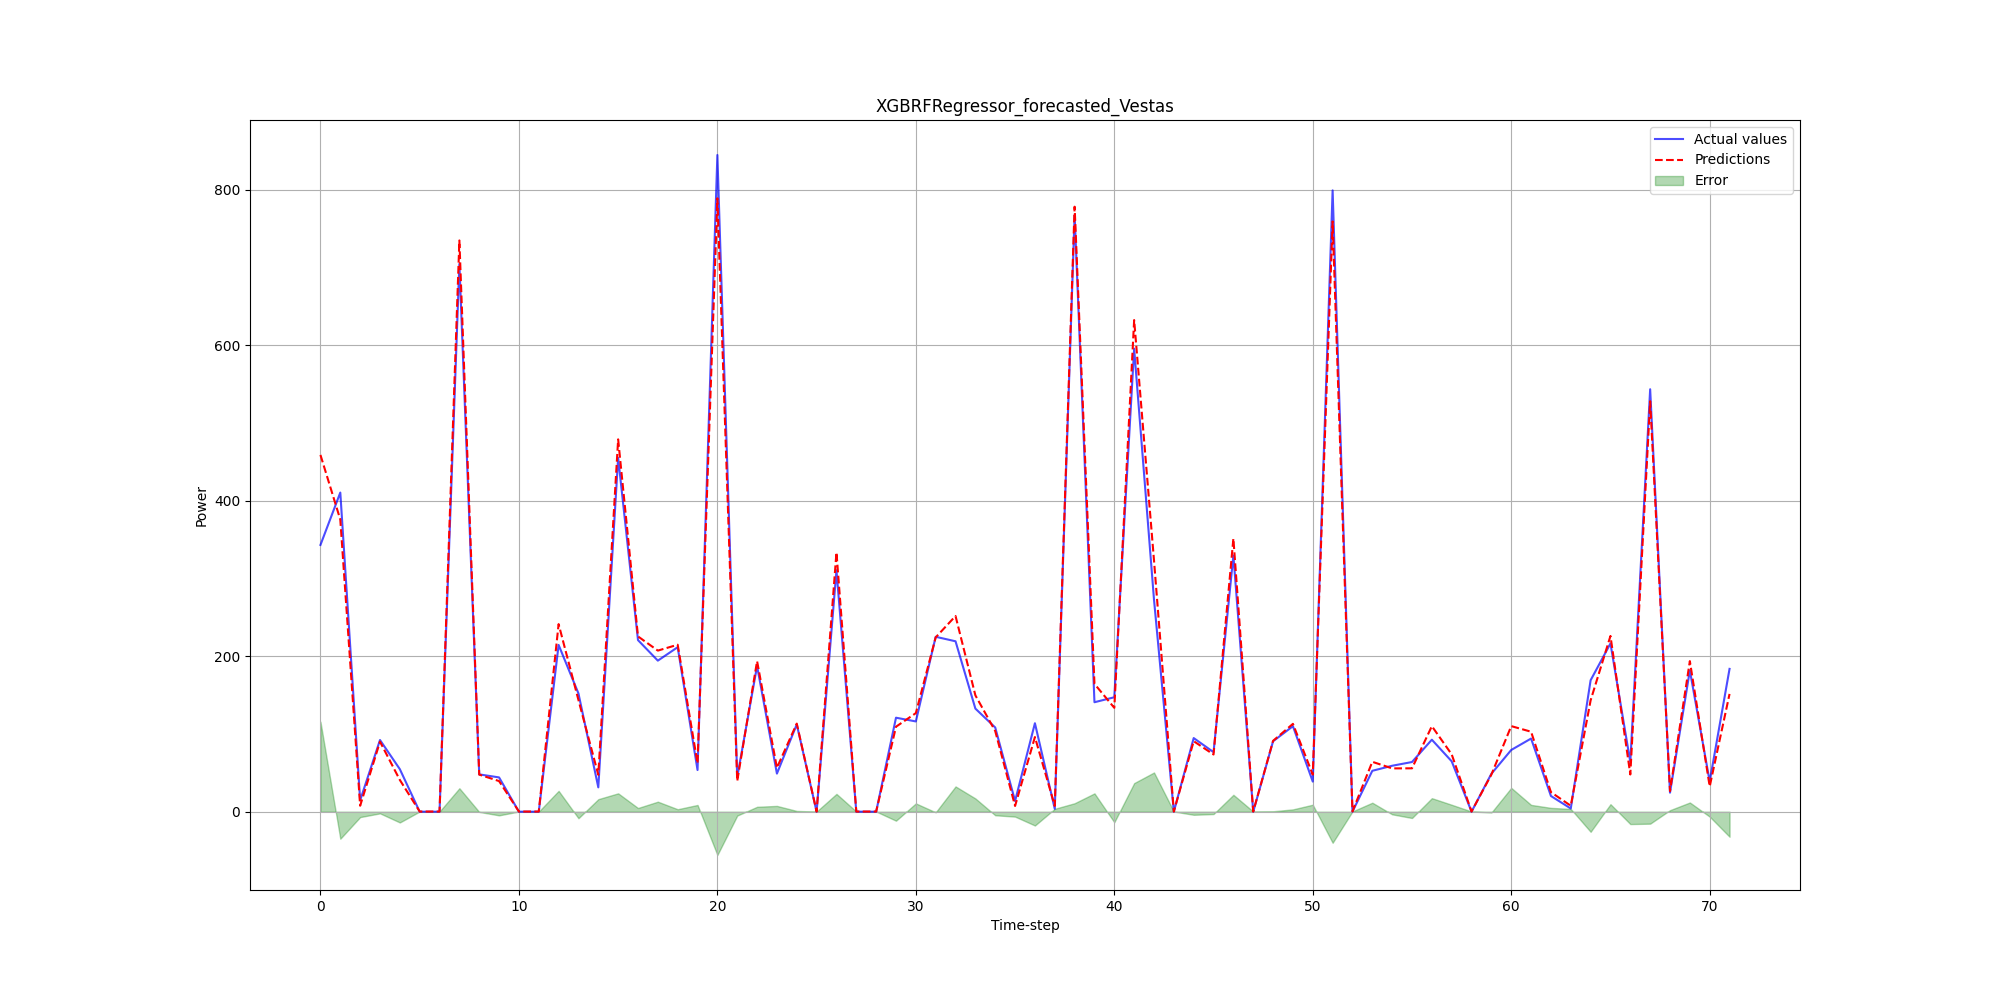 XGBRFRegressor_forecasted_Vestas
Actual values
Predictions
Error
Power
800
600
400
200
0
0 10 20 30 40 50 60 70
Time-step